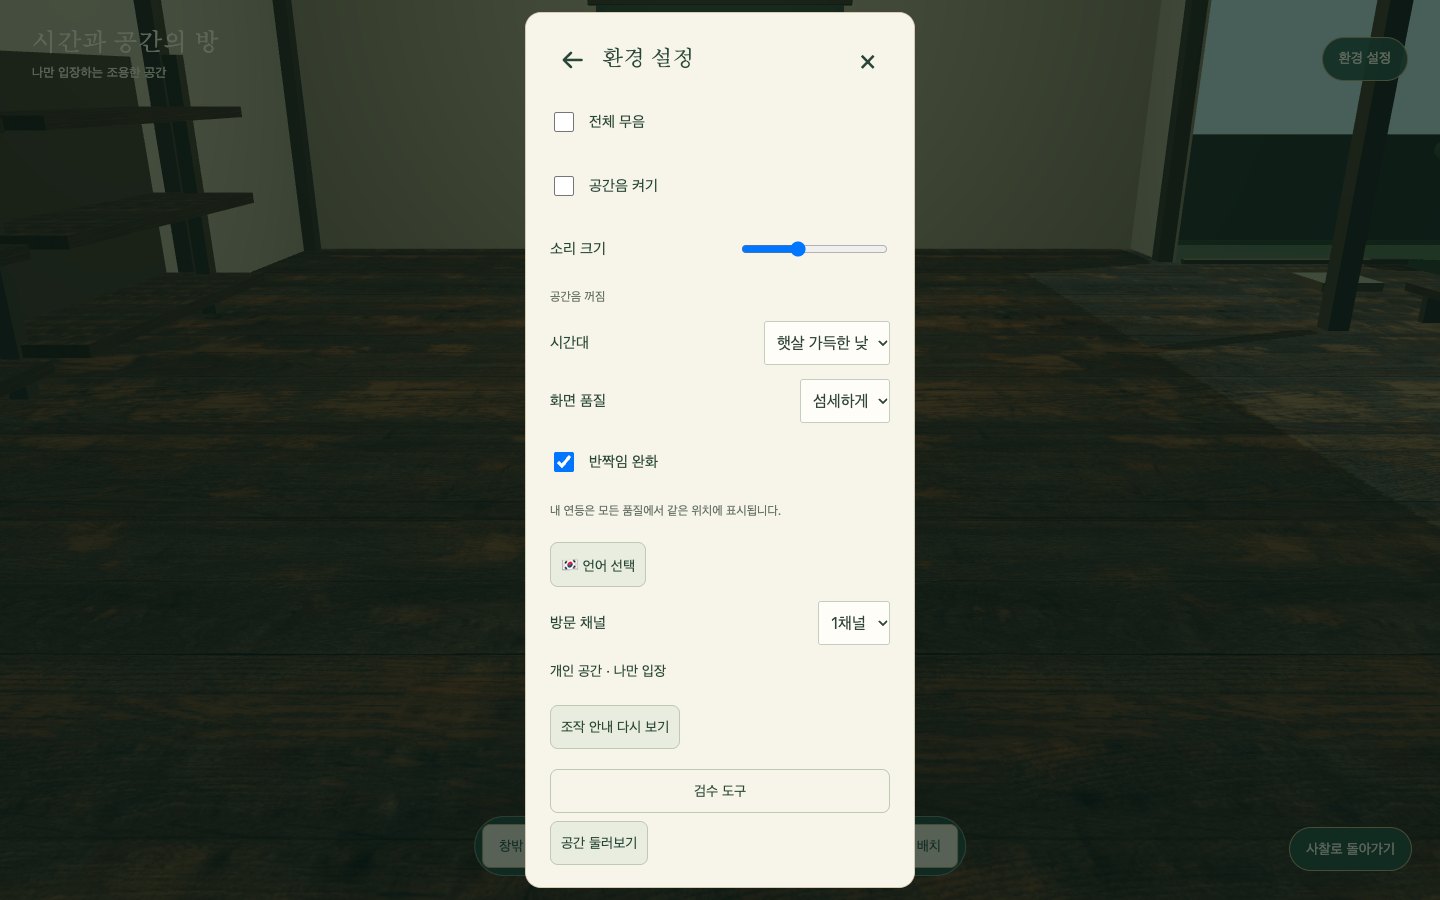 시간과 공간의 방
나만 입장하는 조용한 공간
환경 설정
환경 설정
전체 무음
공간음 켜기
소리 크기
공간음 꺼짐
시간대
햇살 가득한 낮
화면 품질
섬세하게
반짝임 완화
내 연등은 모든 품질에서 같은 위치에 표시됩니다.
🇰🇷 언어 선택
방문 채널
1채널
개인 공간 · 나만 입장
조작 안내 다시 보기
검수 도구
공간 둘러보기
창밖
배치
사찰로 돌아가기